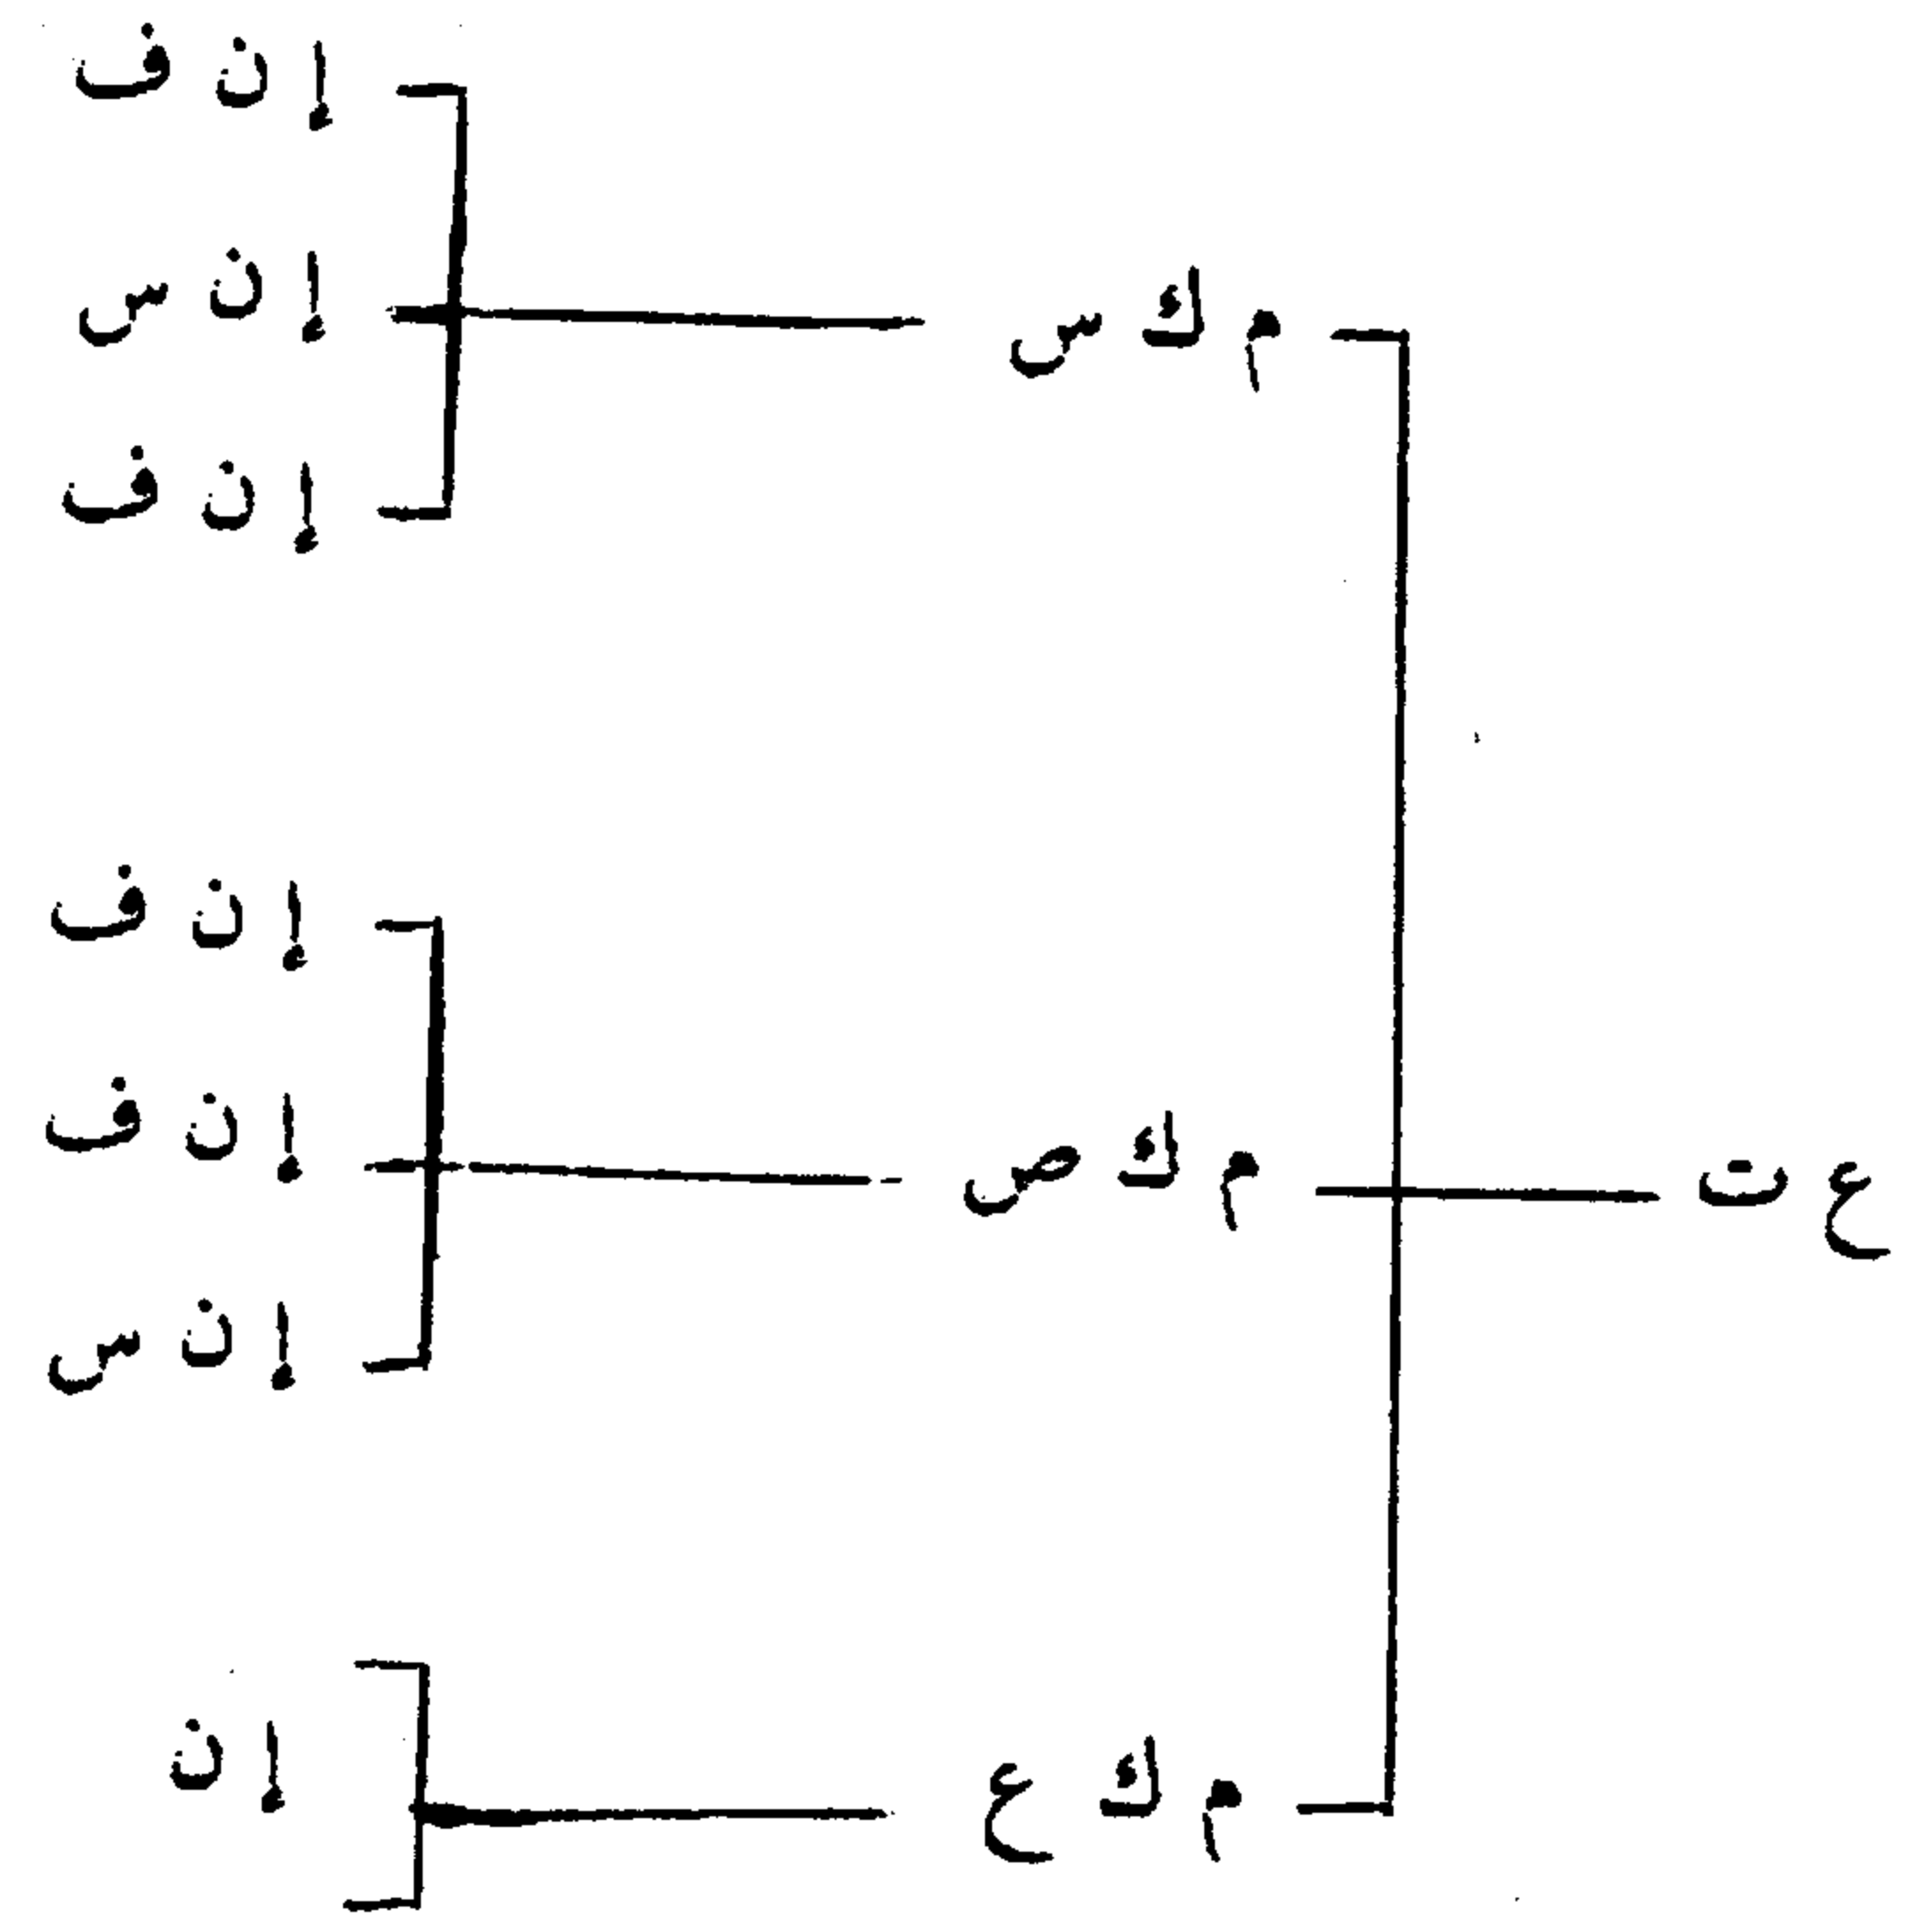 إ ن ف
إ ن س
م ك س
إ ن ف
إ ن ف
إ ن ف
م ك ص
ع ت
إ ن س
إ ن
م ك ع